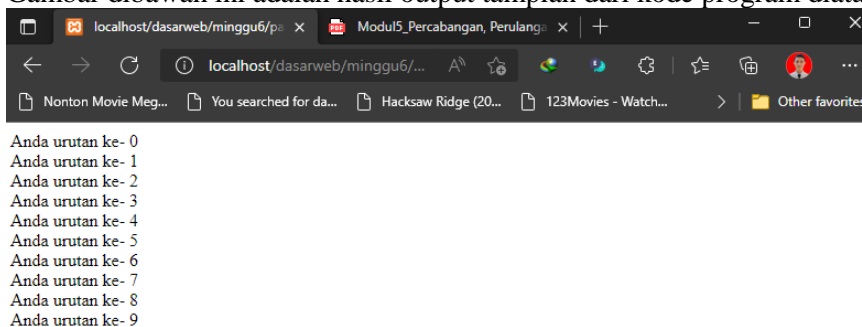 Gambar dibawah ini adalah hasil output tampilan dari kode program diatas
localhost/dasarweb/minggu6/pa
Modul5_Percabangan, Perulanga
localhost/dasarweb/minggu6/...
Nonton Movie Meg...
You searched for da...
Hacksaw Ridge (20...
123Movies - Watch...
Other favorites
Anda urutan ke- 0
Anda urutan ke- 1
Anda urutan ke- 2
Anda urutan ke- 3
Anda urutan ke- 4
Anda urutan ke- 5
Anda urutan ke- 6
Anda urutan ke- 7
Anda urutan ke- 8
Anda urutan ke- 9